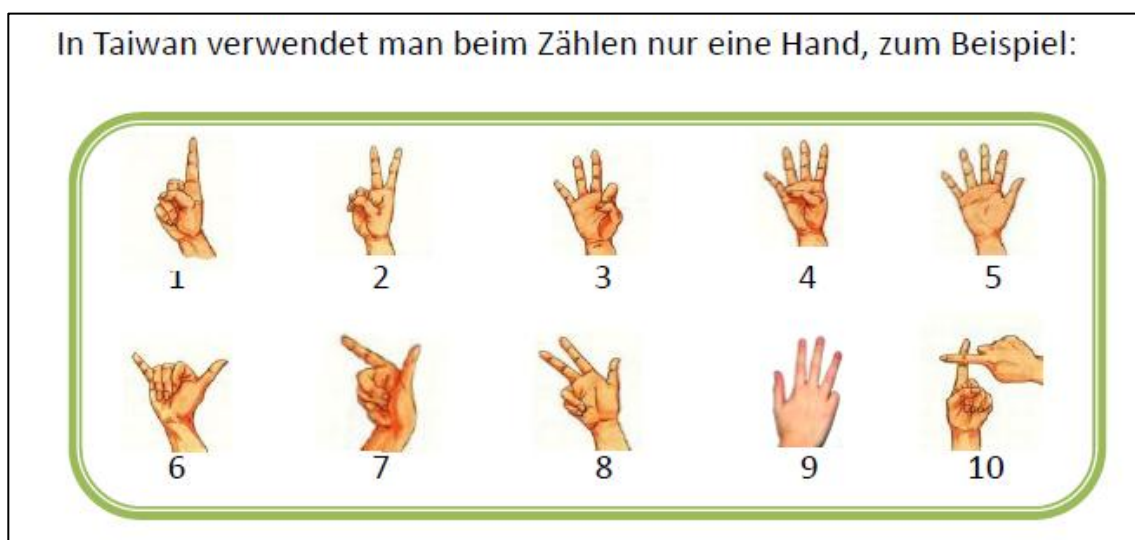 In Taiwan verwendet man beim Zählen nur eine Hand, zum Beispiel:
1 2 3 4 5
6 7 8 9 10